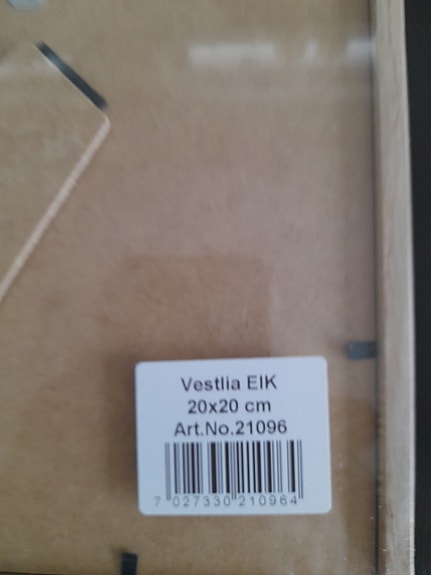 Vestlia EIK
20x20 cm
Art.No.21096
7 027330 210964